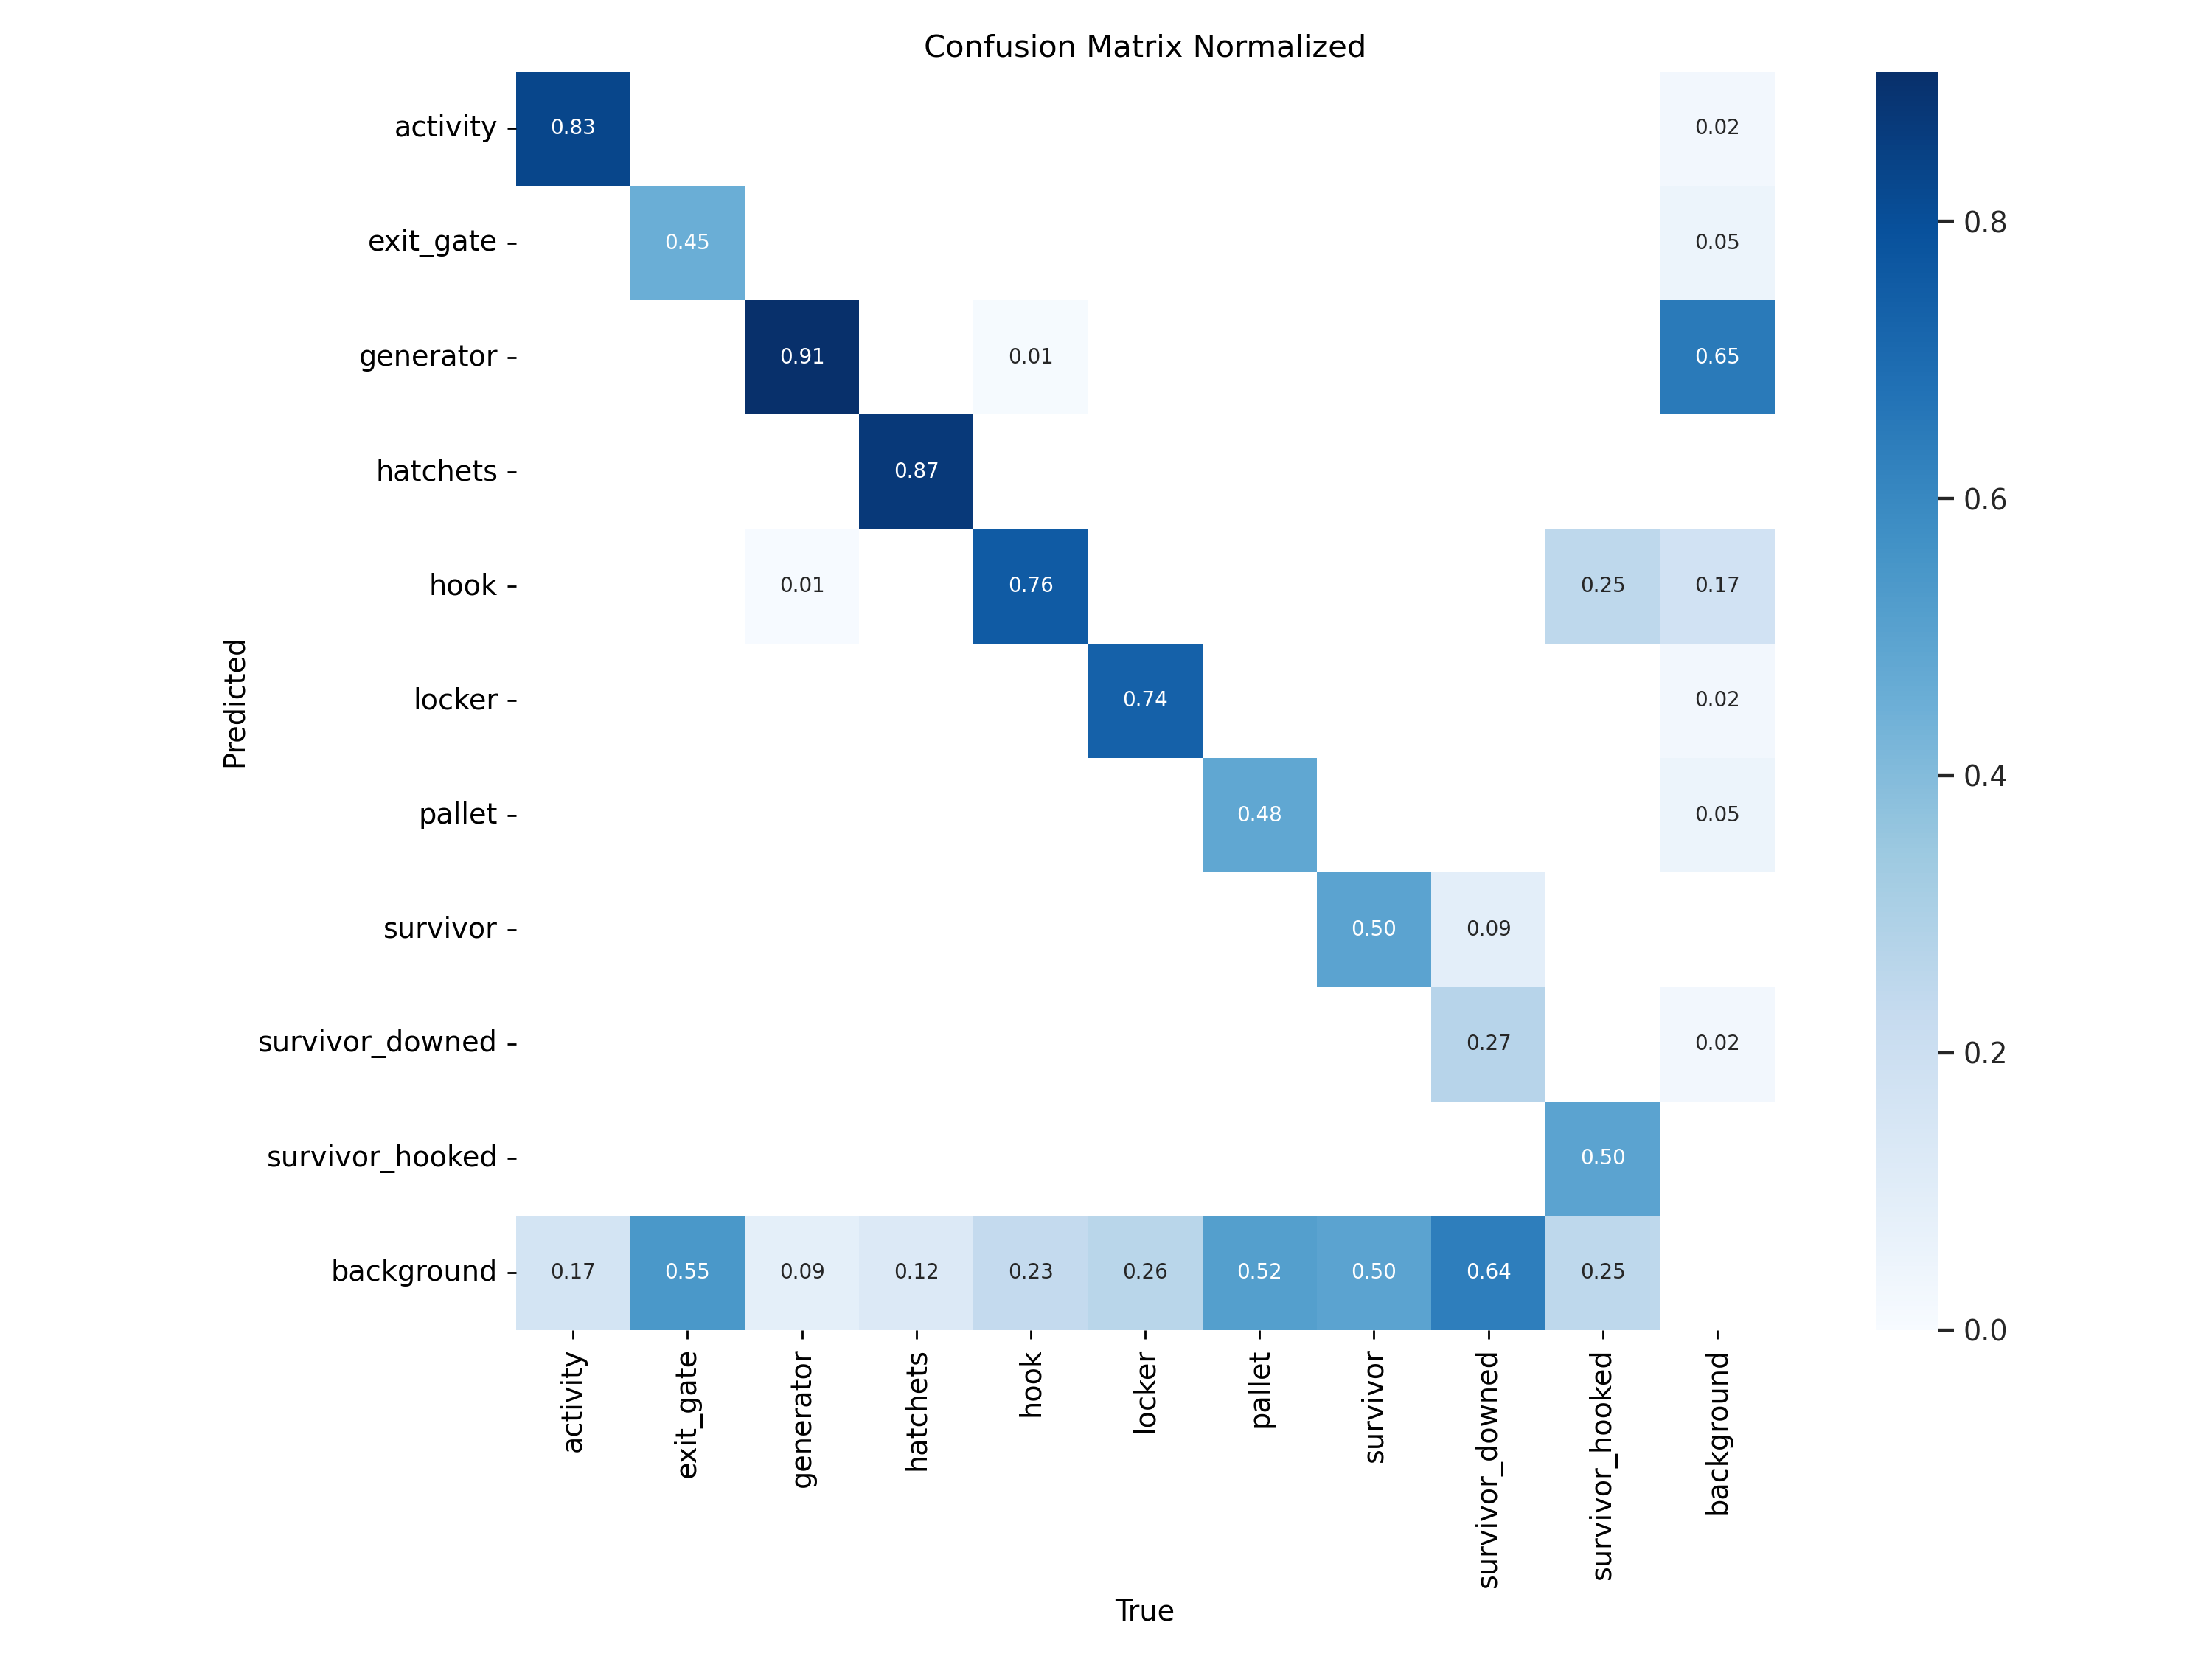 Confusion Matrix Normalized
activity 0.83 0.02
exit_gate 0.45 0.05
generator 0.91 0.01 0.65
hatchets 0.87
hook 0.01 0.76 0.25 0.17
locker 0.74 0.02
pallet 0.48 0.05
survivor 0.50 0.09
survivor_downed 0.27 0.02
survivor_hooked 0.50
background 0.17 0.55 0.09 0.12 0.23 0.26 0.52 0.50 0.64 0.25
Predicted
activity
exit_gate
generator
hatchets
hook
locker
pallet
survivor
survivor_downed
survivor_hooked
background
True
0.8
0.6
0.4
0.2
0.0